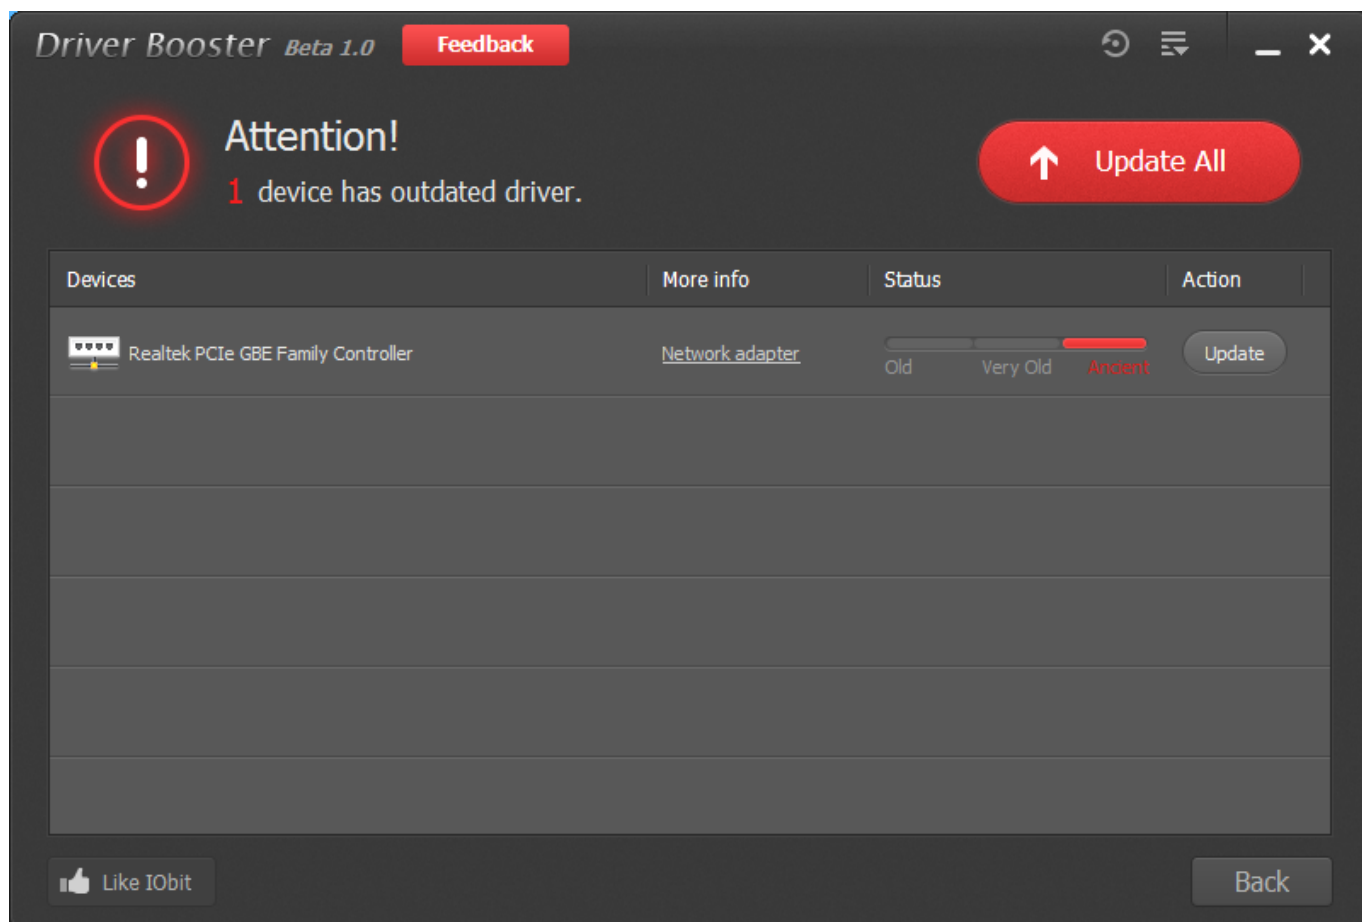 Driver Booster Beta 1.0 Feedback
Attention!
1 device has outdated driver.
Update All
Devices More info Status Action
Realtek PCIe GBE Family Controller Network adapter Old Very Old Ancient Update
Like IObit
Back